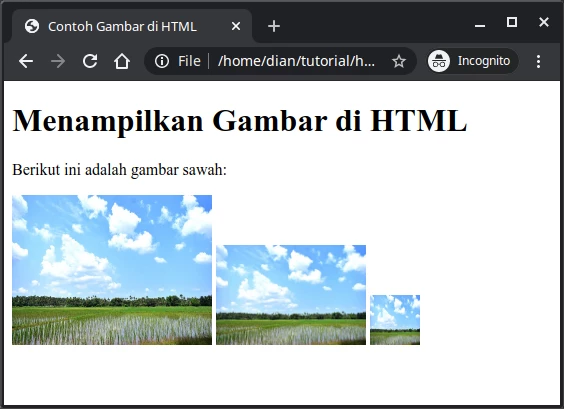 Contoh Gambar di HTML
File | /home/dian/tutorial/h... Incognito
Menampilkan Gambar di HTML
Berikut ini adalah gambar sawah: